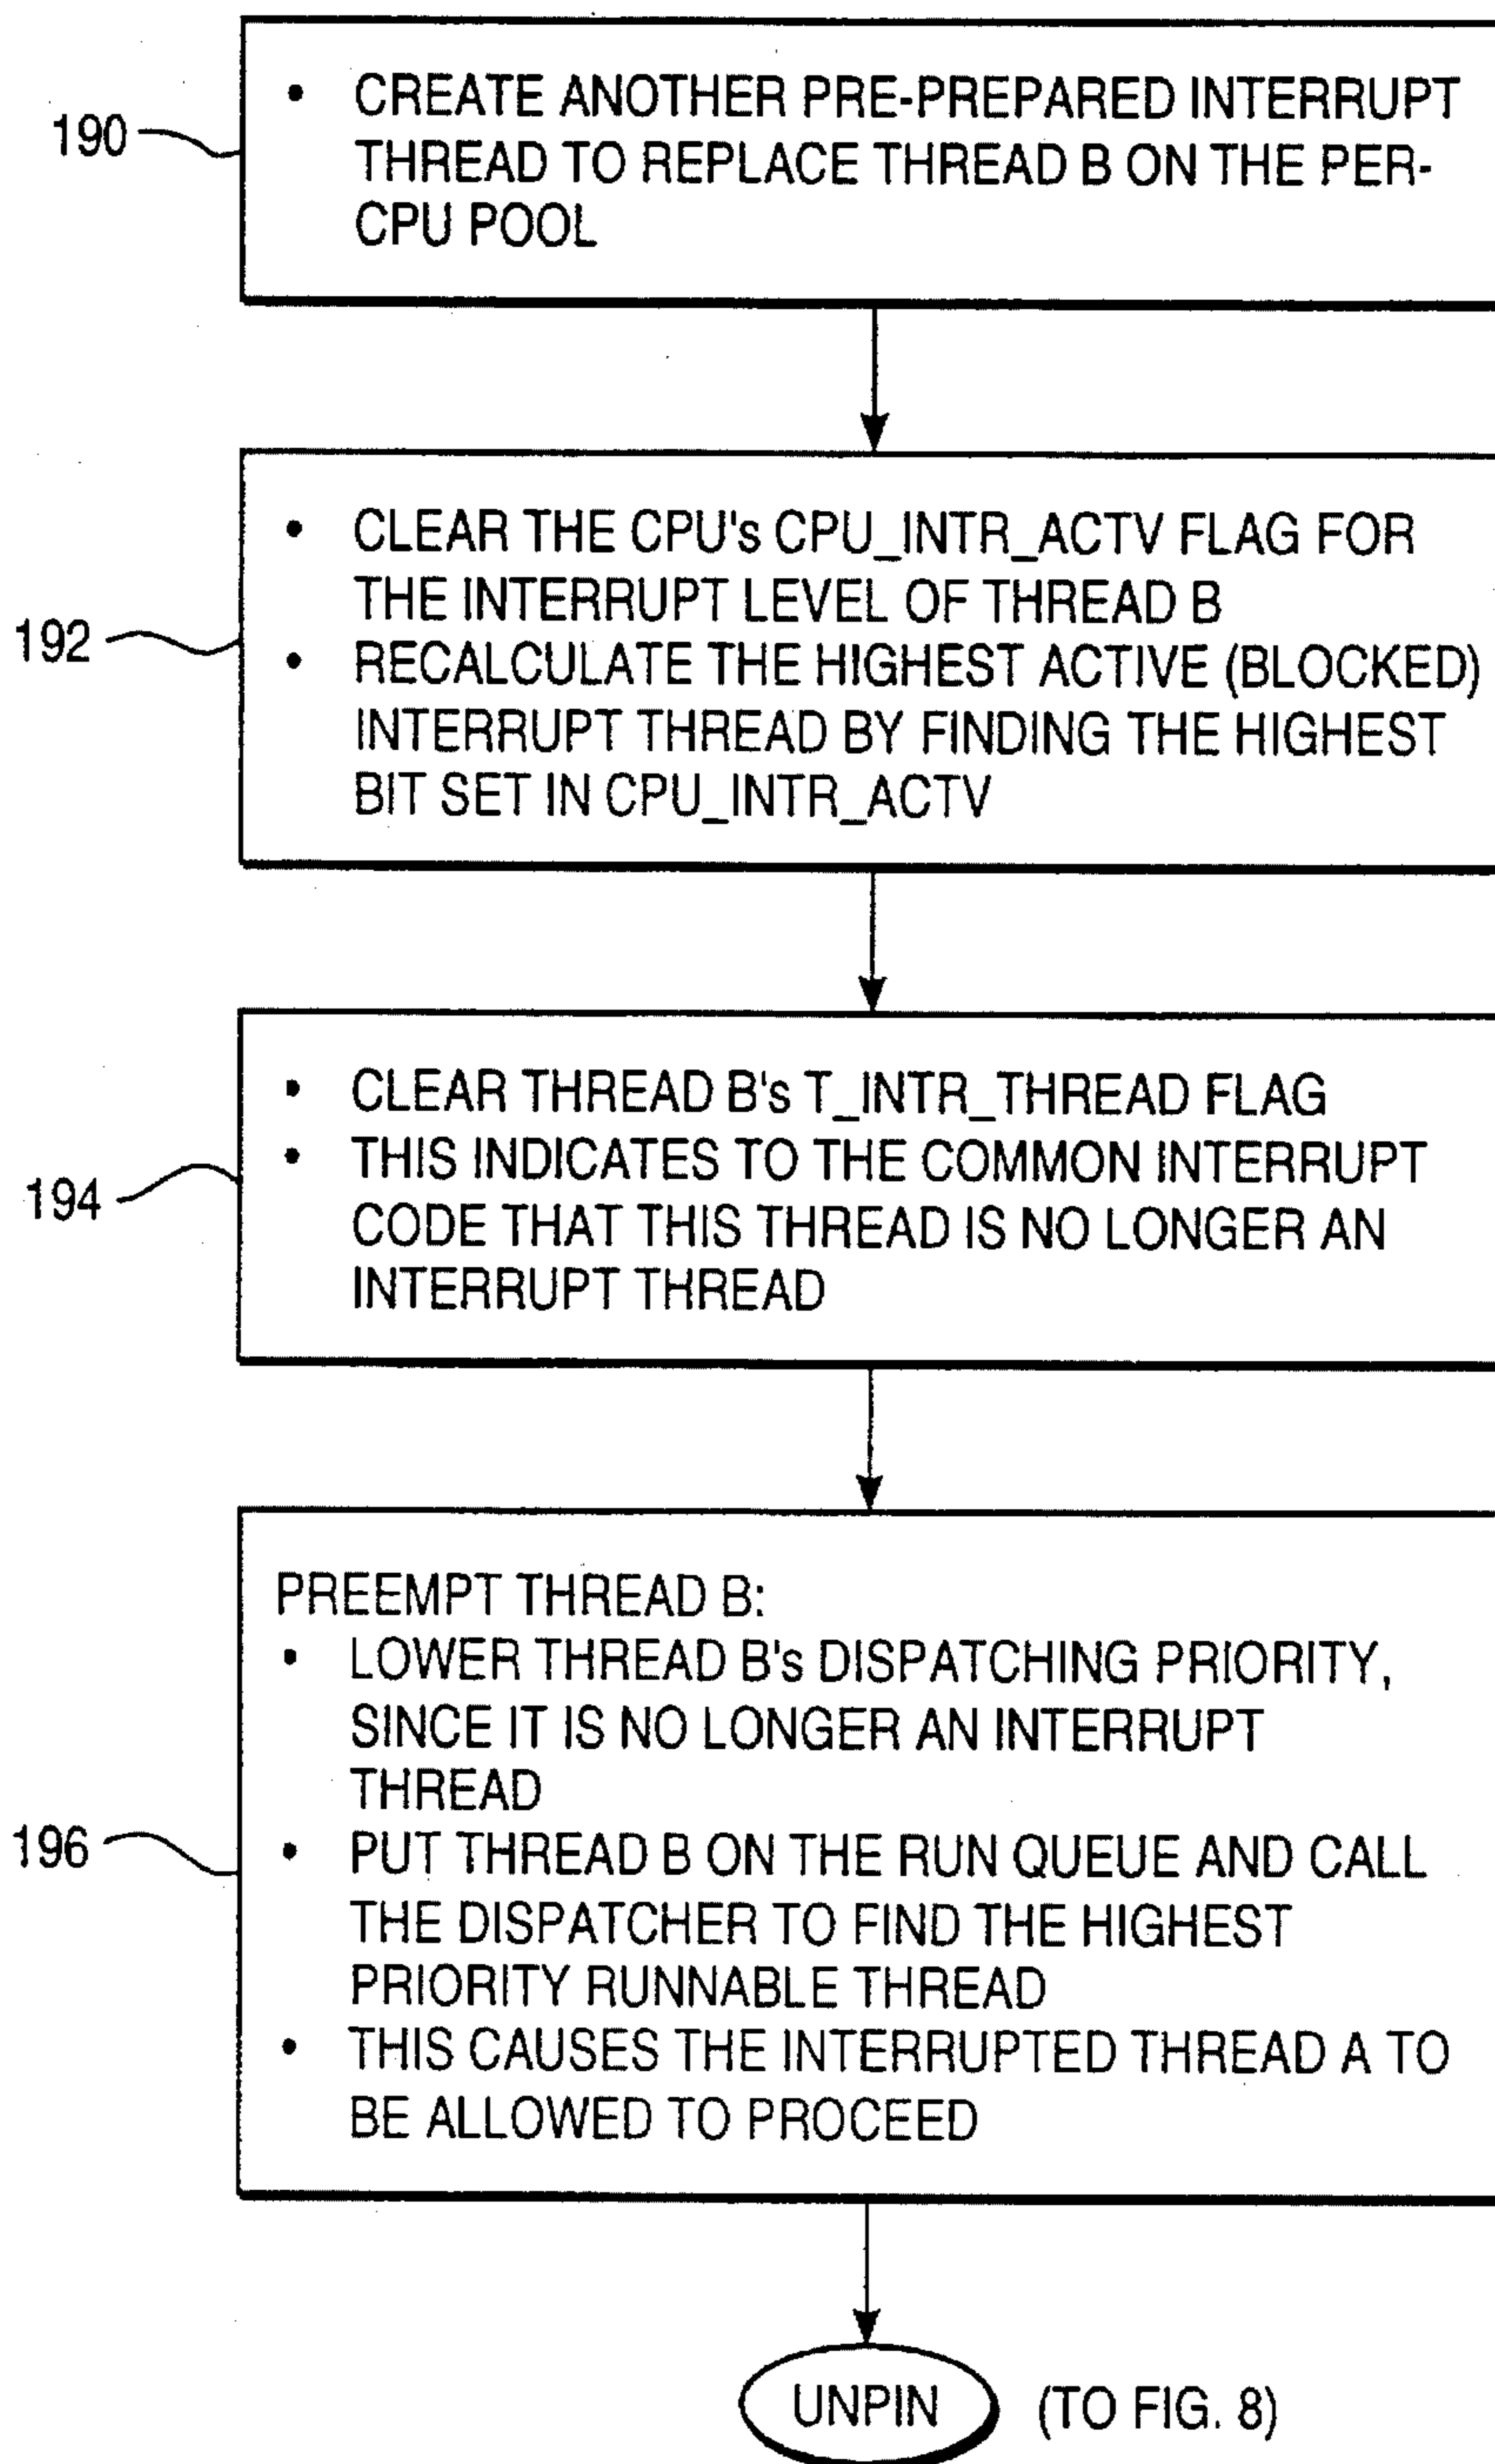 190
• CREATE ANOTHER PRE-PREPARED INTERRUPT
THREAD TO REPLACE THREAD B ON THE PER-
CPU POOL
192
• CLEAR THE CPU's CPU_INTR_ACTV FLAG FOR
THE INTERRUPT LEVEL OF THREAD B
• RECALCULATE THE HIGHEST ACTIVE (BLOCKED)
INTERRUPT THREAD BY FINDING THE HIGHEST
BIT SET IN CPU_INTR_ACTV
194
• CLEAR THREAD B's T_INTR_THREAD FLAG
• THIS INDICATES TO THE COMMON INTERRUPT
CODE THAT THIS THREAD IS NO LONGER AN
INTERRUPT THREAD
196
PREEMPT THREAD B:
• LOWER THREAD B's DISPATCHING PRIORITY,
SINCE IT IS NO LONGER AN INTERRUPT
THREAD
• PUT THREAD B ON THE RUN QUEUE AND CALL
THE DISPATCHER TO FIND THE HIGHEST
PRIORITY RUNNABLE THREAD
• THIS CAUSES THE INTERRUPTED THREAD A TO
BE ALLOWED TO PROCEED
UNPIN (TO FIG. 8)